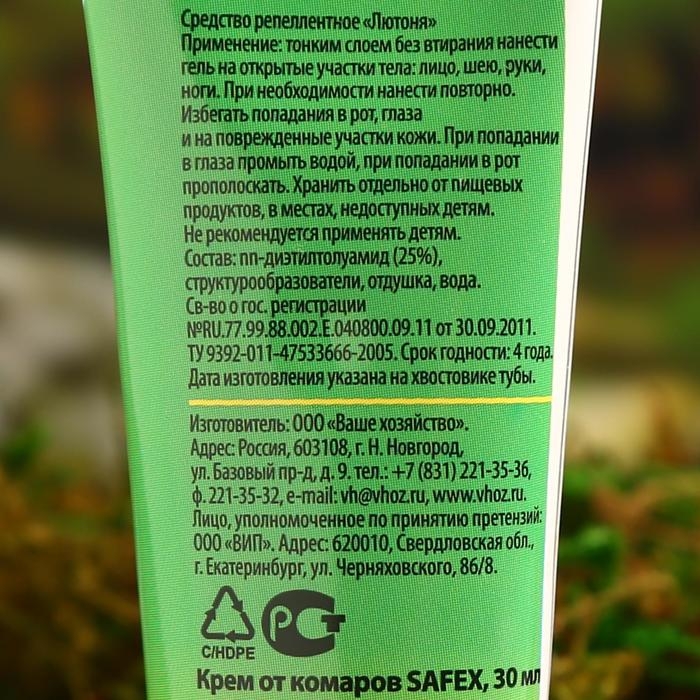 Средство репеллентное «Лютоня»
Применение: тонким слоем без втирания нанести
гель на открытые участки тела: лицо, шею, руки,
ноги. При необходимости нанести повторно.
Избегать попадания в рот, глаза
и на поврежденные участки кожи. При попадании
в глаза промыть водой, при попадании в рот
прополоскать. Хранить отдельно от пищевых
продуктов, в местах, недоступных детям.
Не рекомендуется применять детям.
Состав: пп-диэтилтолуамид (25%),
структурообразователи, отдушка, вода.
Св-во о гос. регистрации
№RU.77.99.88.002.E.040800.09.11 от 30.09.2011.
ТУ 9392-011-47533666-2005. Срок годности: 4 года.
Дата изготовления указана на хвостовике тубы.
Изготовитель: ООО «Ваше хозяйство».
Адрес: Россия, 603108, г. Н. Новгород,
ул. Базовый пр-д, д. 9. тел.: +7 (831) 221-35-36,
ф. 221-35-32, e-mail: vh@vhoz.ru, www.vhoz.ru.
Лицо, уполномоченное по принятию претензий:
ООО «ВИП». Адрес: 620010, Свердловская обл.,
г. Екатеринбург, ул. Черняховского, 86/8.
C/HDPE РСТ
Крем от комаров SAFEX, 30 мл